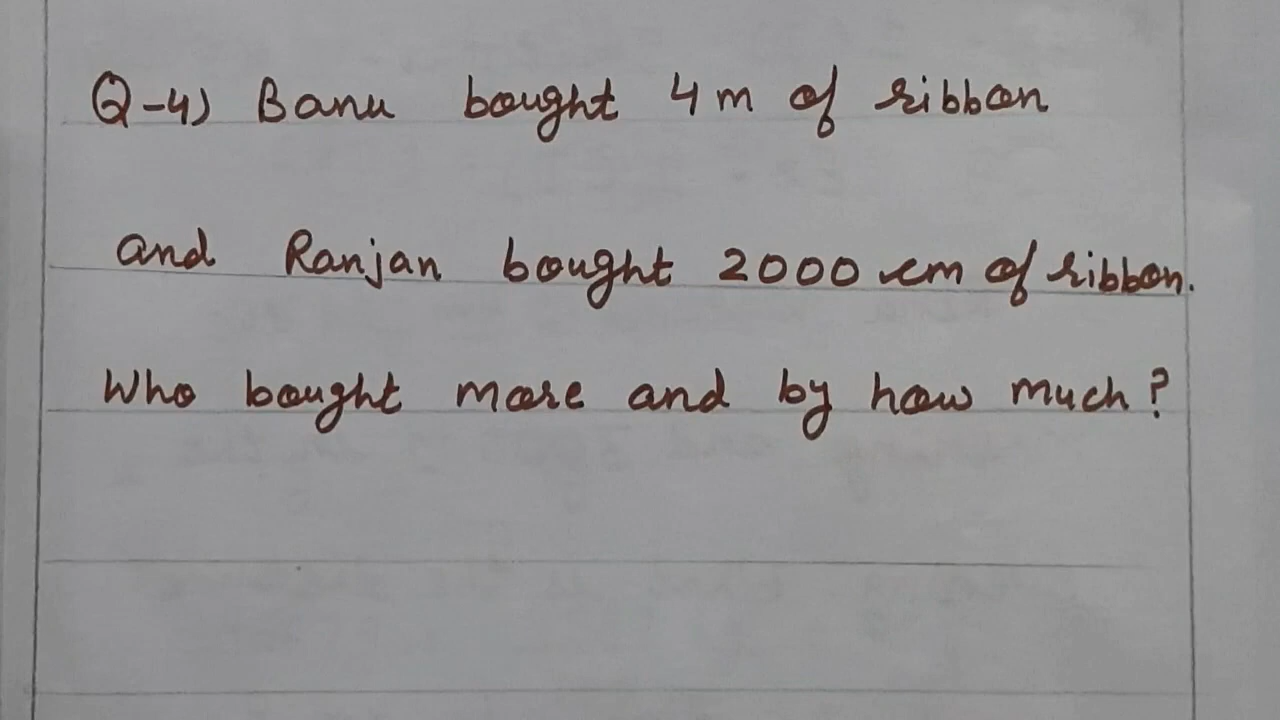 Q-4) Banu bought 4 m of ribbon
and Ranjan bought 2000 cm of ribbon.
Who bought more and by how much?